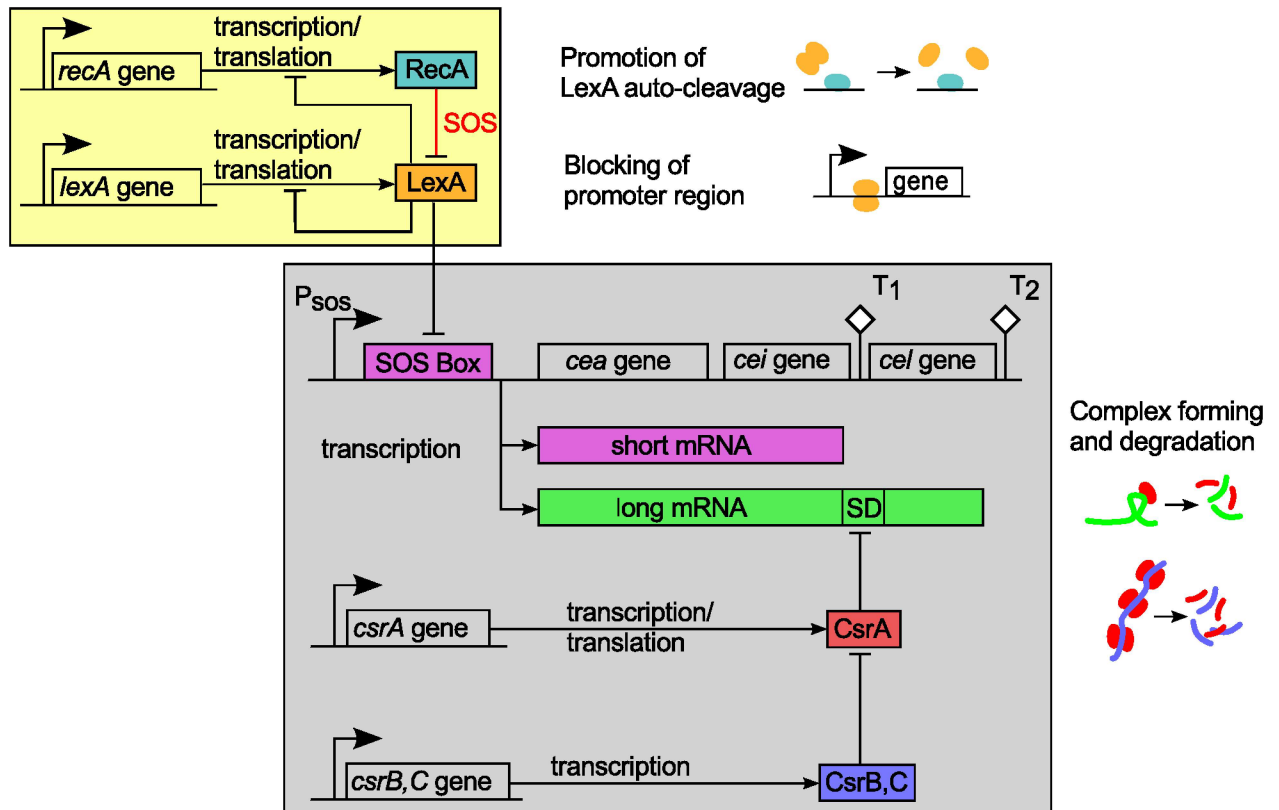 transcription/
translation
recA gene
RecA
SOS
transcription/
translation
lexA gene
LexA
Promotion of
LexA auto-cleavage
Blocking of
promoter region
gene
PSOS
SOS Box
cea gene
cei gene
T1
cel gene
T2
transcription
short mRNA
long mRNA
SD
csrA gene
transcription/
translation
CsrA
csrB,C gene
transcription
CsrB,C
Complex forming
and degradation